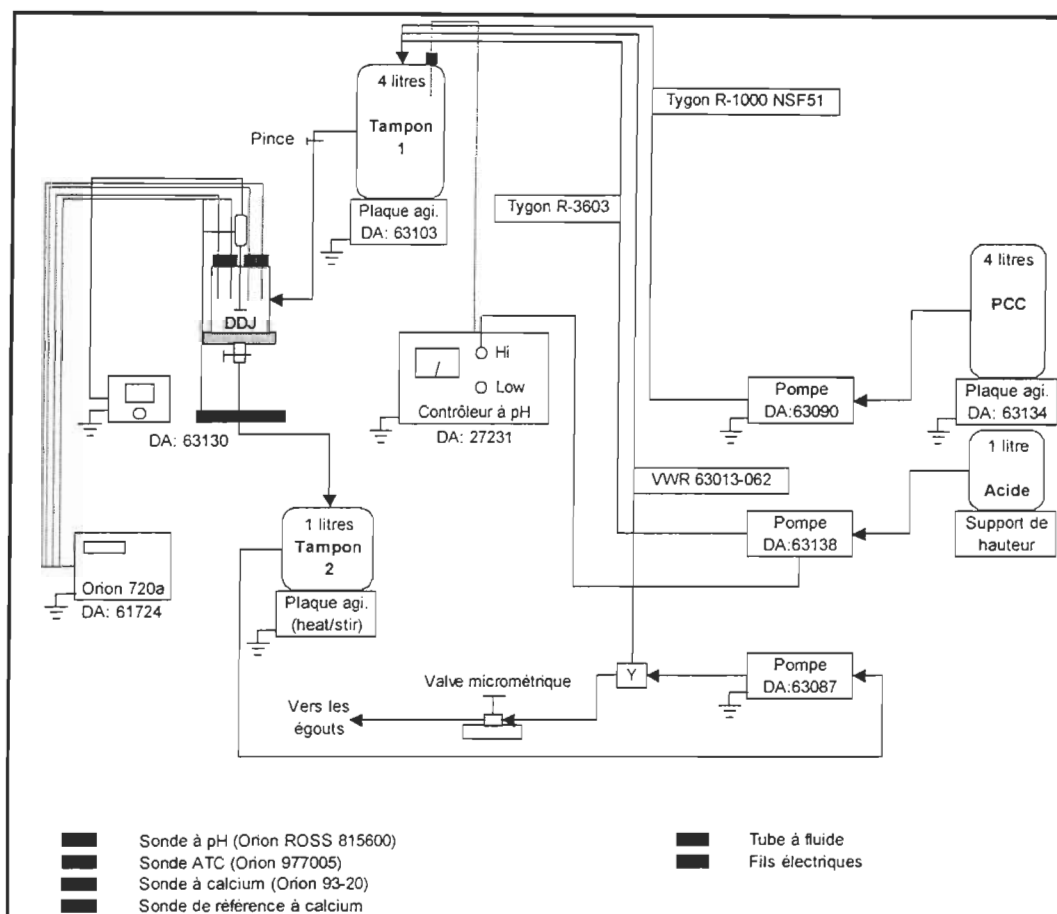 4 litres
Tampon
1
Tygon R-1000 NSF51
Pince
Plaque agi.
DA: 63103
Tygon R-3603
4 litres
PCC
DDJ
Hi
Low
Contrôleur à pH
DA: 27231
Pompe
DA:63090
Plaque agi.
DA: 63134
DA: 63130
1 litre
Acide
VWR 63013-062
1 litres
Tampon
2
Pompe
DA:63138
Support de
hauteur
Orion 720a
DA: 61724
Plaque agi.
(heat/stir)
Valve micrométrique
Y
Pompe
DA:63087
Vers les
égouts
Sonde à pH (Orion ROSS 815600)
Sonde ATC (Orion 977005)
Sonde à calcium (Orion 93-20)
Sonde de référence à calcium
Tube à fluide
Fils électriques